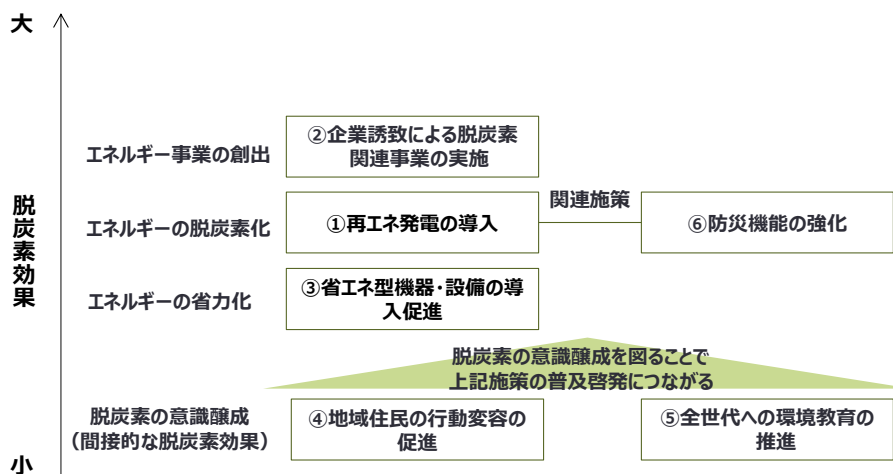 大
エネルギー事業の創出
②企業誘致による脱炭素
関連事業の実施
脱炭素効果
エネルギーの脱炭素化
①再エネ発電の導入
関連施策
⑥防災機能の強化
エネルギーの省力化
③省エネ型機器・設備の導
入促進
脱炭素の意識醸成を図ることで
上記施策の普及啓発につながる
脱炭素の意識醸成
（間接的な脱炭素効果）
④地域住民の行動変容の
促進
⑤全世代への環境教育の
推進
小